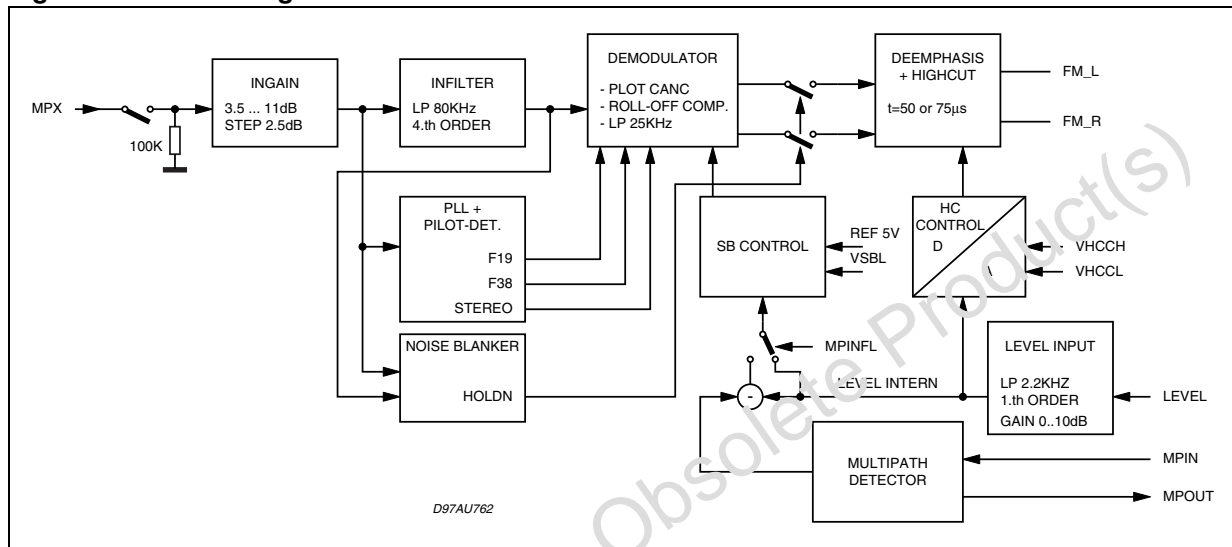 INGAIN
3.5 ... 11dB
STEP 2.5dB
INFILTER
LP 80KHz
4.th ORDER
DEMODULATOR
- PLOT CANC
- ROLL-OFF COMP.
- LP 25KHz
DEEMPHASIS
+ HIGHCUT
t=50 or 75µs
FM_L
FM_R
MPX
100K
PLL +
PILOT-DET.
F19
F38
STEREO
SB CONTROL
REF 5V
VSBL
HC
CONTROL
D
VHCCH
VHCCL
NOISE BLANKER
HOLDN
MPINFL
LEVEL INTERN
-
LEVEL INPUT
LP 2.2KHZ
1.th ORDER
GAIN 0..10dB
LEVEL
MULTIPATH
DETECTOR
MPIN
MPOUT
D97AU762
Obsolete Product(s)